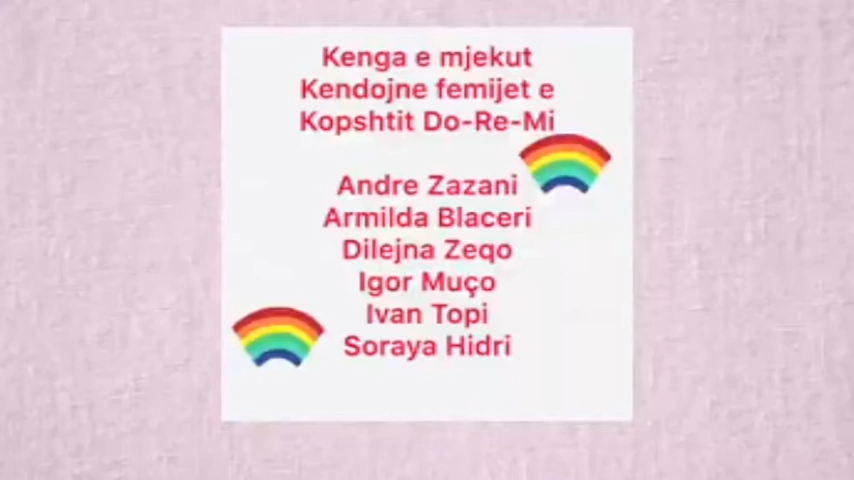 Kenga e mjekut
Kendojne femijet e
Kopshtit Do-Re-Mi
Andre Zazani
Armilda Blaceri
Dilejna Zeqo
Igor Muço
Ivan Topi
Soraya Hidri